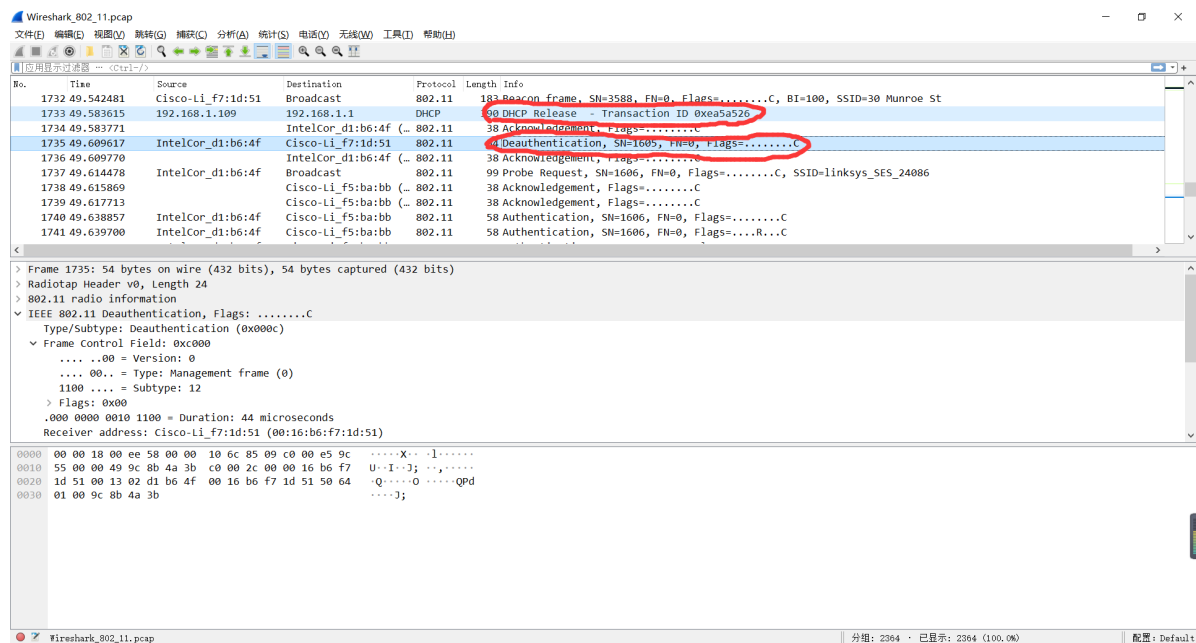 Wireshark_802_11.pcap
文件(F) 编辑(E) 视图(V) 跳转(G) 捕获(C) 分析(A) 统计(S) 电话(Y) 无线(W) 工具(T) 帮助(H)
应用显示过滤器 … <Ctrl-/>
No. Time Source Destination Protocol Length Info
1732 49.542481 Cisco-Li_f7:1d:51 Broadcast 802.11 183 Beacon frame, SN=3588, FN=0, Flags=........C, BI=100, SSID=30 Munroe St
1733 49.583615 192.168.1.109 192.168.1.1 DHCP 390 DHCP Release - Transaction ID 0xea5a526
1734 49.583771 IntelCor_d1:b6:4f (… 802.11 38 Acknowledgement, Flags=........C
1735 49.609617 IntelCor_d1:b6:4f Cisco-Li_f7:1d:51 802.11 54 Deauthentication, SN=1605, FN=0, Flags=........C
1736 49.609770 IntelCor_d1:b6:4f (… 802.11 38 Acknowledgement, Flags=........C
1737 49.614478 IntelCor_d1:b6:4f Broadcast 802.11 99 Probe Request, SN=1606, FN=0, Flags=........C, SSID=linksys_SES_24086
1738 49.615869 Cisco-Li_f5:ba:bb (… 802.11 38 Acknowledgement, Flags=........C
1739 49.617713 Cisco-Li_f5:ba:bb (… 802.11 38 Acknowledgement, Flags=........C
1740 49.638857 IntelCor_d1:b6:4f Cisco-Li_f5:ba:bb 802.11 58 Authentication, SN=1606, FN=0, Flags=........C
1741 49.639700 IntelCor_d1:b6:4f Cisco-Li_f5:ba:bb 802.11 58 Authentication, SN=1606, FN=0, Flags=....R...C
Frame 1735: 54 bytes on wire (432 bits), 54 bytes captured (432 bits)
Radiotap Header v0, Length 24
802.11 radio information
IEEE 802.11 Deauthentication, Flags: ........C
Type/Subtype: Deauthentication (0x000c)
Frame Control Field: 0xc000
.... ..00 = Version: 0
.... 00.. = Type: Management frame (0)
1100 .... = Subtype: 12
Flags: 0x00
.000 0000 0010 1100 = Duration: 44 microseconds
Receiver address: Cisco-Li_f7:1d:51 (00:16:b6:f7:1d:51)
0000 00 00 18 00 ee 58 00 00 10 6c 85 09 c0 00 e5 9c ·····X·· ·l······
0010 55 00 00 49 9c 8b 4a 3b c0 00 2c 00 00 16 b6 f7 U··I··J; ··,·····
0020 1d 51 00 13 02 d1 b6 4f 00 16 b6 f7 1d 51 50 64 ·Q·····O ·····QPd
0030 01 00 9c 8b 4a 3b ····J;
Wireshark_802_11.pcap 分组: 2364 · 已显示: 2364 (100.0%) 配置: Default